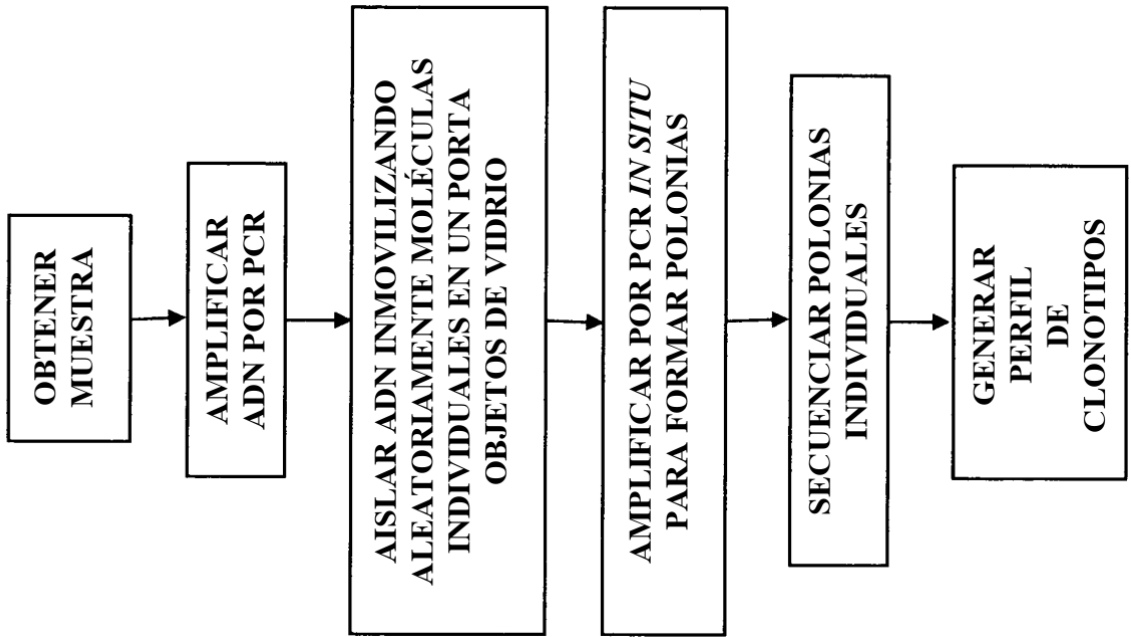 OBTENER
MUESTRA
AMPLIFICAR
ADN POR PCR
AISLAR ADN INMOVILIZANDO
ALEATORIAMENTE MOLÉCULAS
INDIVIDUALES EN UN PORTA
OBJETOS DE VIDRIO
AMPLIFICAR POR PCR IN SITU
PARA FORMAR POLONIAS
SECUENCIAR POLONIAS
INDIVIDUALES
GENERAR
PERFIL
DE
CLONOTIPOS